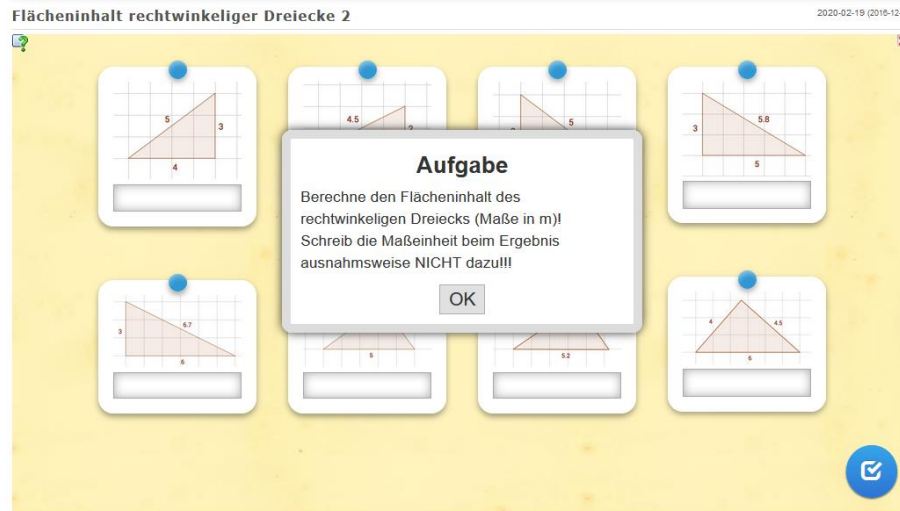 Flächeninhalt rechtwinkeliger Dreiecke 2
2020-02-19 (2016-12-
5
3
4
4.5
5
3
5.8
5
Aufgabe
Berechne den Flächeninhalt des
rechtwinkeligen Dreiecks (Maße in m)!
Schreib die Maßeinheit beim Ergebnis
ausnahmsweise NICHT dazu!!!
OK
3
6.7
6
5
5.2
4
4.5
6